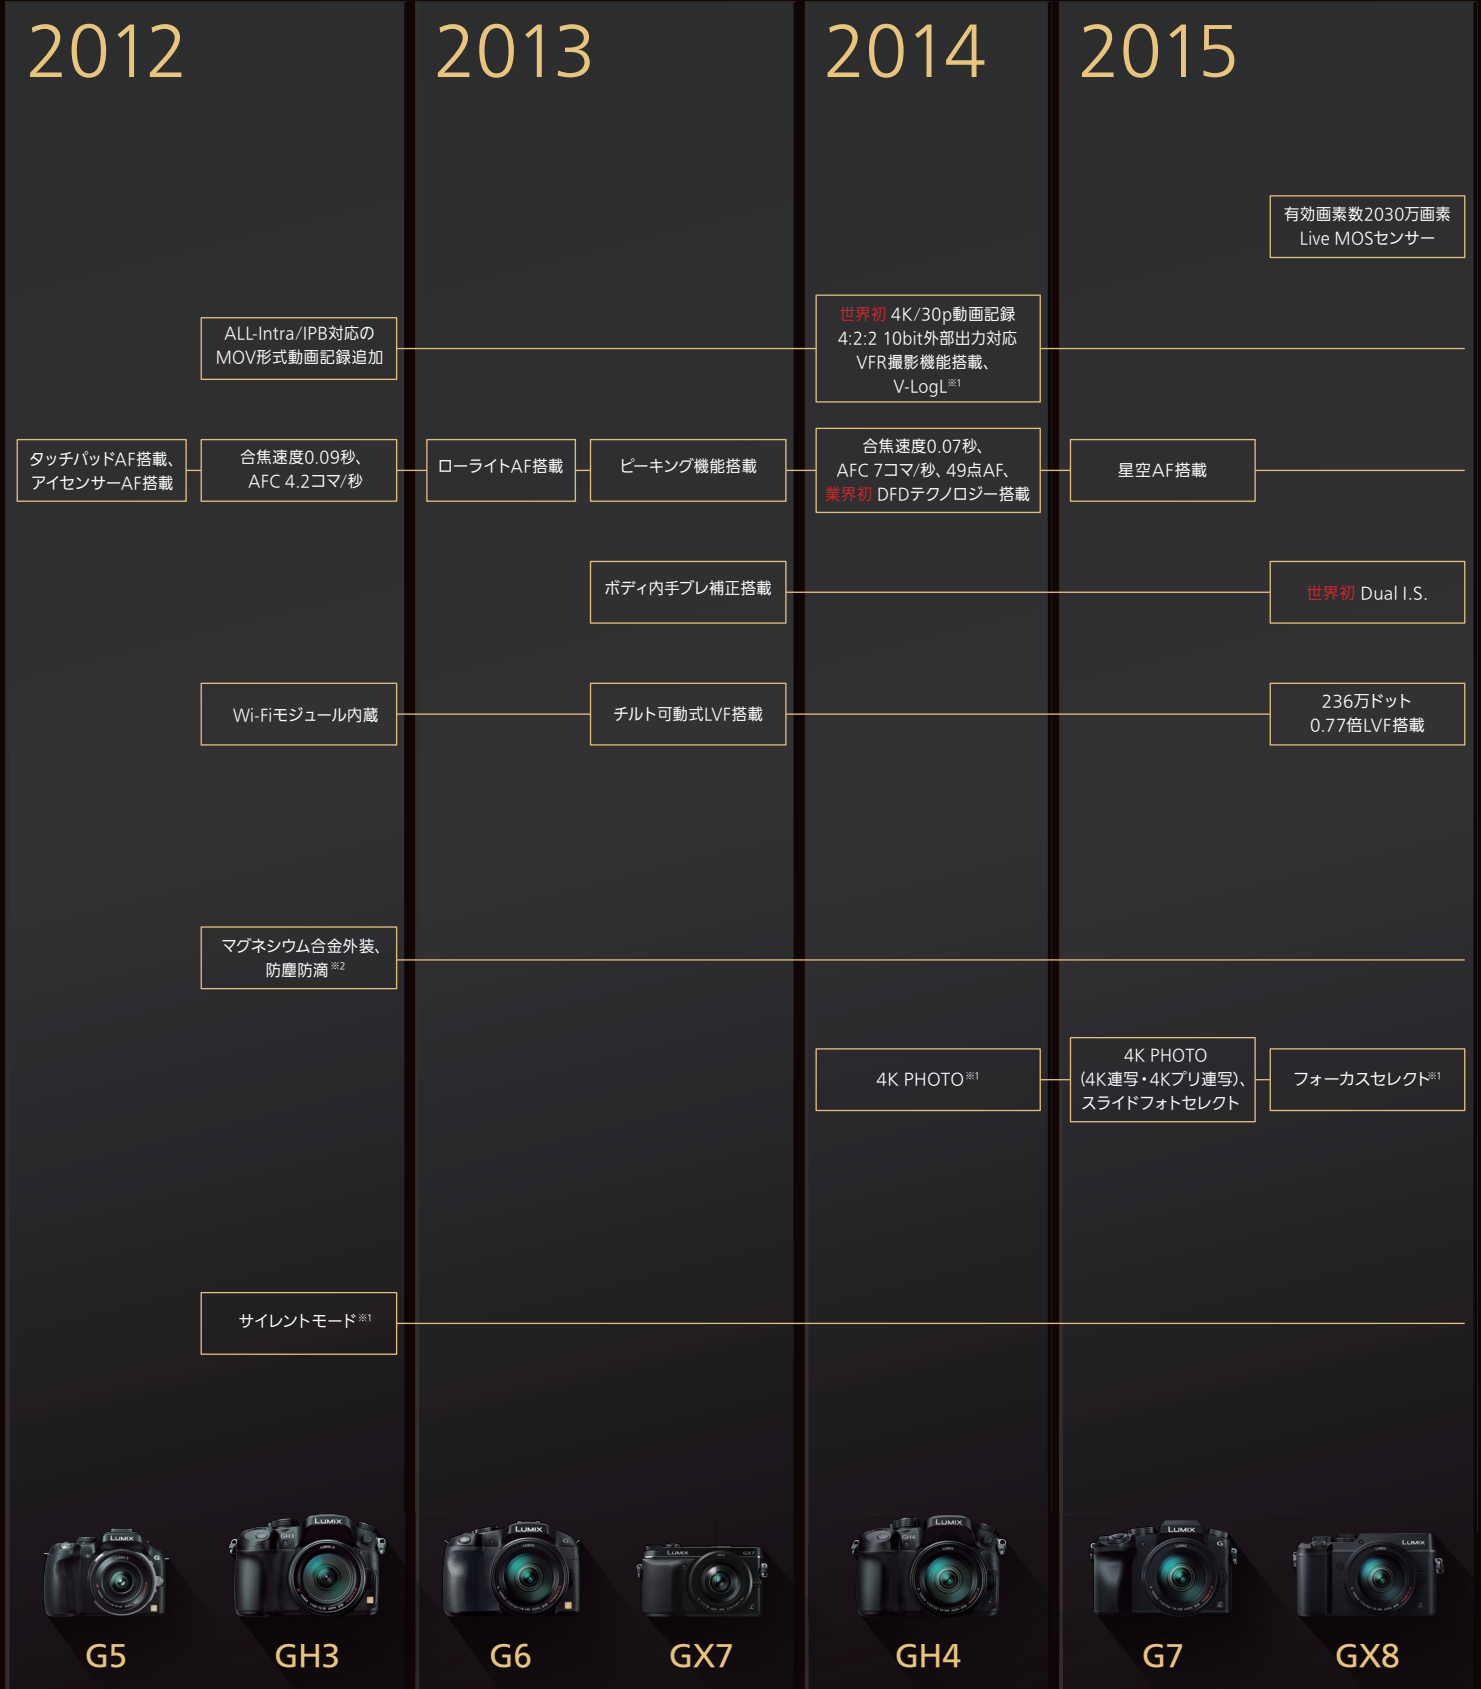 2012
2013
2014
2015
有効画素数2030万画素
Live MOSセンサー
ALL-Intra/IPB対応の
MOV形式動画記録追加
世界初 4K/30p動画記録
4:2:2 10bit外部出力対応
VFR撮影機能搭載、
V-LogL※1
タッチパッドAF搭載、
アイセンサーAF搭載
合焦速度0.09秒、
AFC 4.2コマ/秒
ローライトAF搭載
ピーキング機能搭載
合焦速度0.07秒、
AFC 7コマ/秒、49点AF、
業界初 DFDテクノロジー搭載
星空AF搭載
ボディ内手ブレ補正搭載
世界初 Dual I.S.
Wi-Fiモジュール内蔵
チルト可動式LVF搭載
236万ドット
0.77倍LVF搭載
マグネシウム合金外装、
防塵防滴※2
4K PHOTO※1
4K PHOTO
(4K連写・4Kプリ連写)、
スライドフォトセレクト
フォーカスセレクト※1
サイレントモード※1
LUMIX
G
LUMIX
GH3
LUMIX
G
LUMIX
GX7
LUMIX
GH4
LUMIX
G
LUMIX
G5
GH3
G6
GX7
GH4
G7
GX8